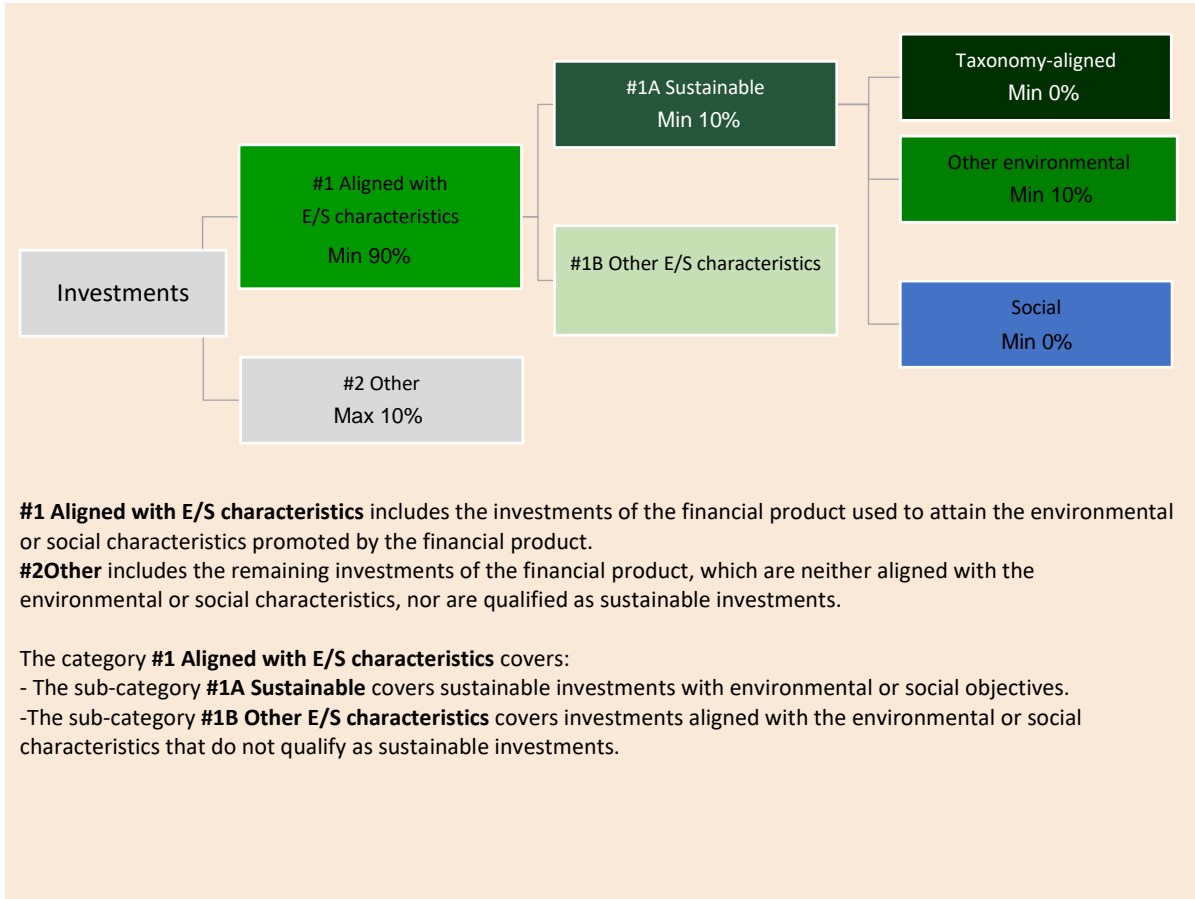 Investments
#1 Aligned with
E/S characteristics
Min 90%
#2 Other
Max 10%
#1A Sustainable
Min 10%
#1B Other E/S characteristics
Taxonomy-aligned
Min 0%
Other environmental
Min 10%
Social
Min 0%
#1 Aligned with E/S characteristics includes the investments of the financial product used to attain the environmental
or social characteristics promoted by the financial product.
#2Other includes the remaining investments of the financial product, which are neither aligned with the
environmental or social characteristics, nor are qualified as sustainable investments.
The category #1 Aligned with E/S characteristics covers:
- The sub-category #1A Sustainable covers sustainable investments with environmental or social objectives.
-The sub-category #1B Other E/S characteristics covers investments aligned with the environmental or social
characteristics that do not qualify as sustainable investments.